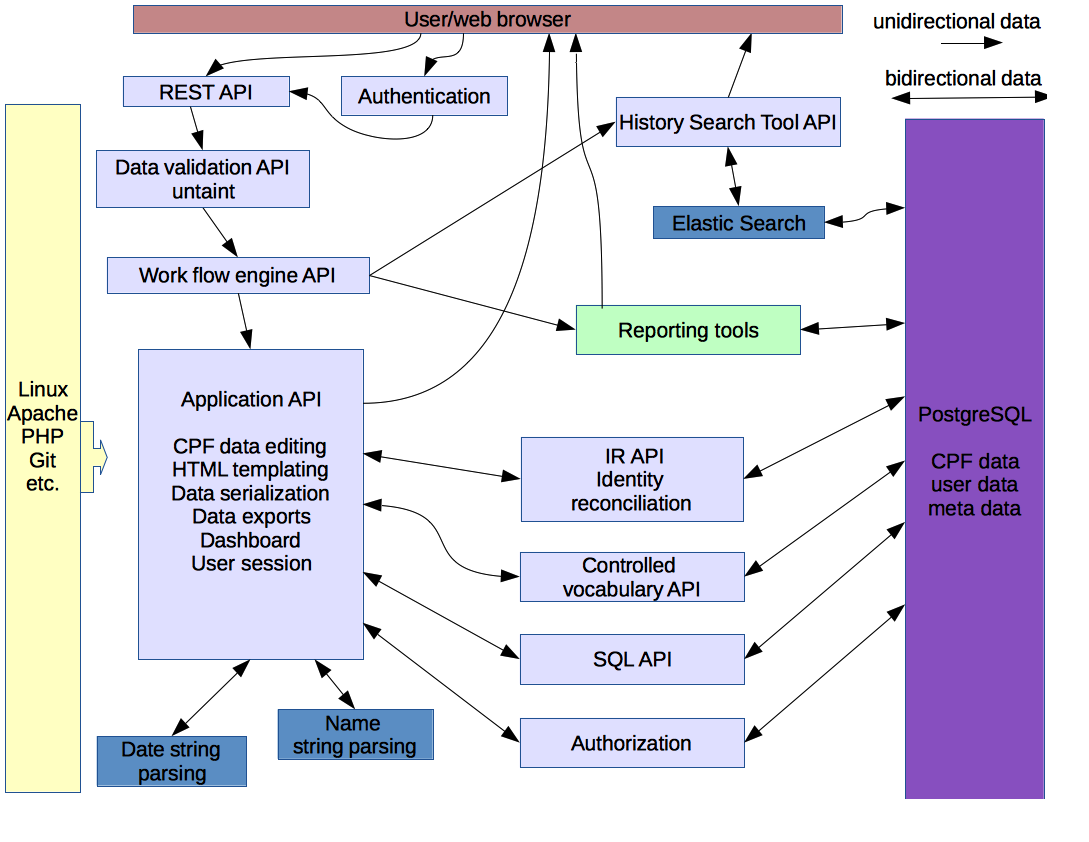 User/web browser
unidirectional data
bidirectional data
REST API
Authentication
History Search Tool API
Data validation API
untaint
Elastic Search
Work flow engine API
Reporting tools
Linux
Apache
PHP
Git
etc.
Application API
CPF data editing
HTML templating
Data serialization
Data exports
Dashboard
User session
IR API
Identity
reconciliation
Controlled
vocabulary API
SQL API
Authorization
PostgreSQL
CPF data
user data
meta data
Date string
parsing
Name
string parsing